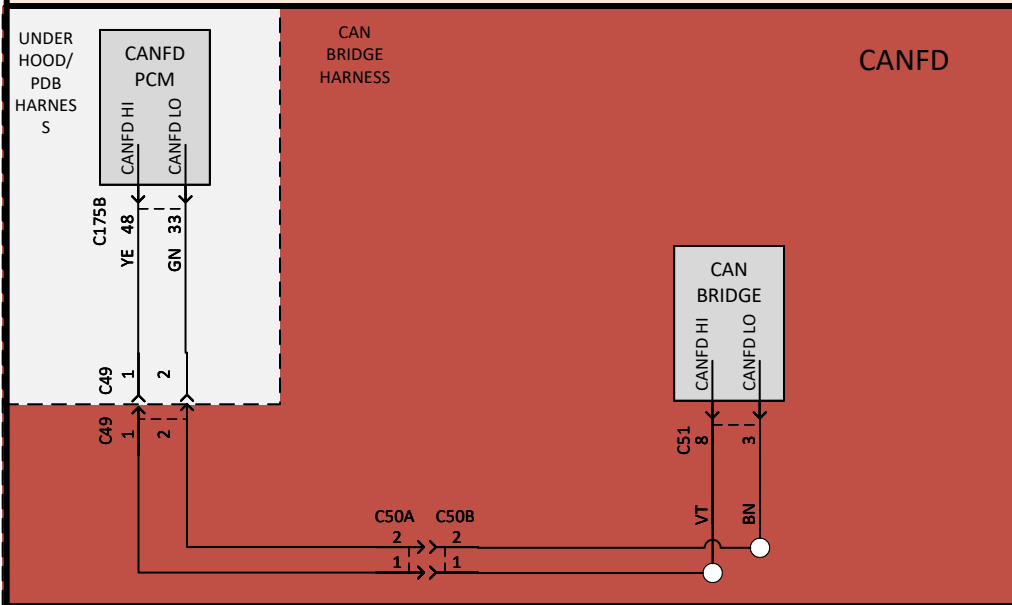 UNDER
HOOD/
PDB
HARNES
S
CANFD
PCM
CANFD HI
CANFD LO
CAN
BRIDGE
HARNESS
CANFD
C175B
48
33
YE
GN
C49
1
2
C49
1
2
CAN
BRIDGE
CANFD HI
CANFD LO
C51
8
3
VT
BN
C50A C50B
2 2
1 1